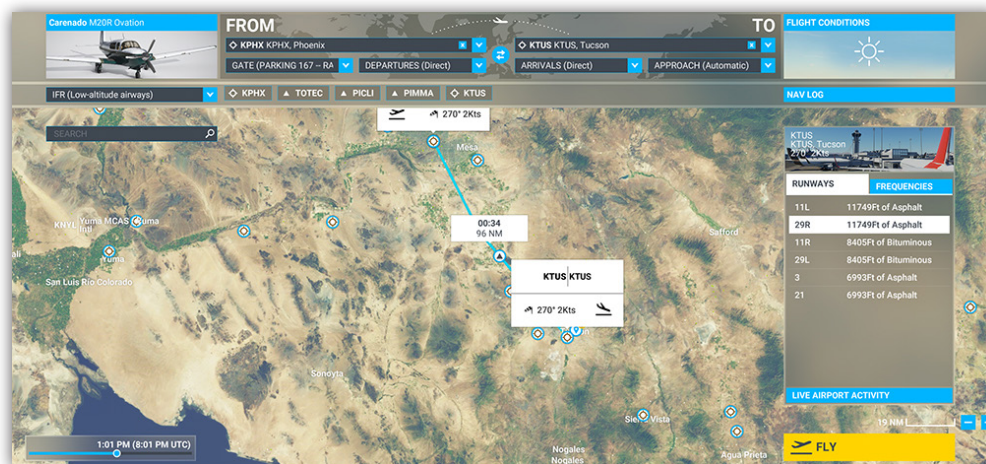 Carenado M20R Ovation
FROM
TO
FLIGHT CONDITIONS
KPHX KPHX, Phoenix
KTUS KTUS, Tucson
GATE (PARKING 167 – RA
DEPARTURES (Direct)
ARRIVALS (Direct)
APPROACH (Automatic)
IFR (Low-altitude airways)
KPHX
TOTEC
PICLI
PIMMA
KTUS
NAV LOG
SEARCH
270° 2Kts
Mesa
KTUS
KTUS, Tucson
270° 2Kts
RUNWAYS
FREQUENCIES
11L 11749Ft of Asphalt
29R 11749Ft of Asphalt
11R 8405Ft of Bituminous
29L 8405Ft of Bituminous
3 6993Ft of Asphalt
21 6993Ft of Asphalt
KNYL
Yuma MCAS
Yuma
Intl
Yuma
San Luis Río Colorado
00:34
96 NM
Safford
KTUS KTUS
270° 2Kts
Sonoyta
Sierra Vista
LIVE AIRPORT ACTIVITY
19 NM
1:01 PM (8:01 PM UTC)
Nogales
Nogales
Agua Prieta
FLY